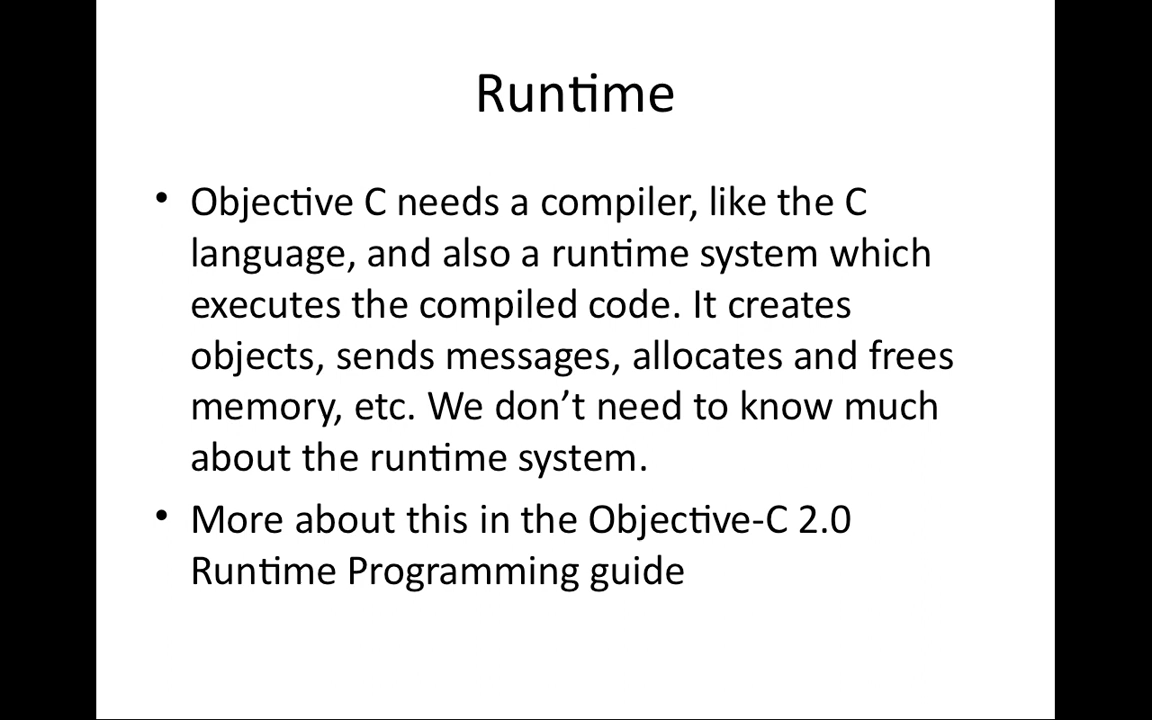 Runtime
• Objective C needs a compiler, like the C
language, and also a runtime system which
executes the compiled code. It creates
objects, sends messages, allocates and frees
memory, etc. We don’t need to know much
about the runtime system.
• More about this in the Objective-C 2.0
Runtime Programming guide